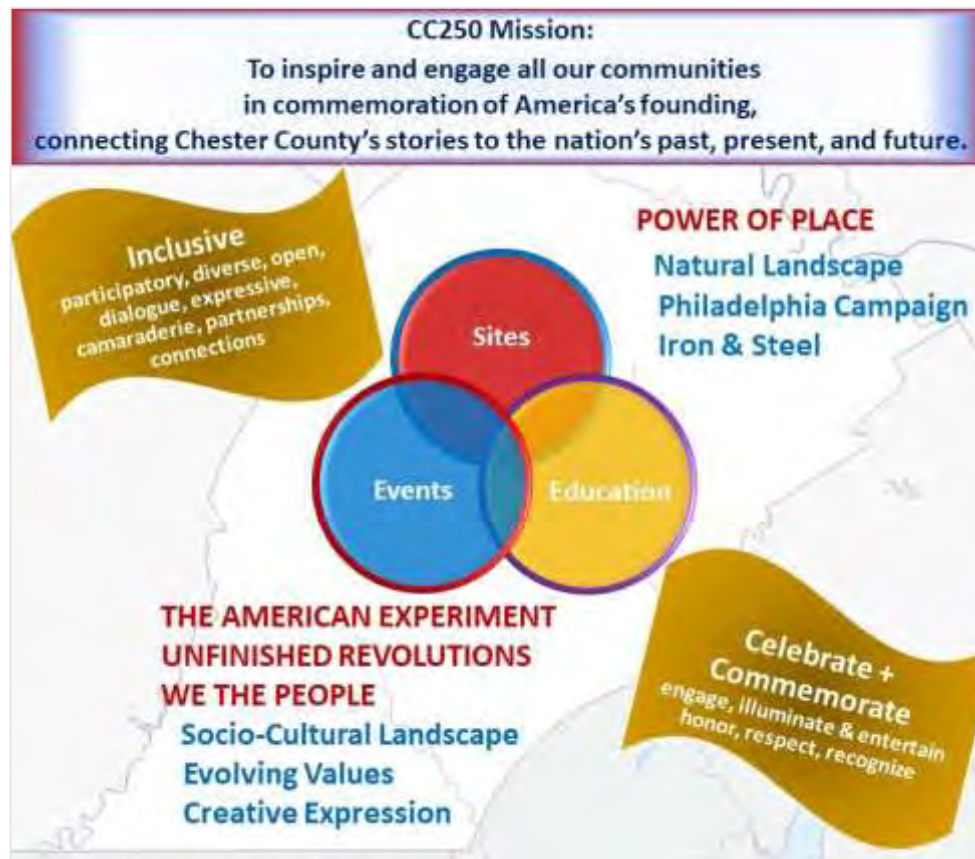 CC250 Mission:
To inspire and engage all our communities
in commemoration of America's founding,
connecting Chester County's stories to the nation's past, present, and future.
Inclusive
participatory, diverse, open,
dialogue, expressive,
camaraderie, partnerships,
connections
POWER OF PLACE
Natural Landscape
Philadelphia Campaign
Iron & Steel
Sites
Events
Education
THE AMERICAN EXPERIMENT
UNFINISHED REVOLUTIONS
WE THE PEOPLE
Socio-Cultural Landscape
Evolving Values
Creative Expression
Celebrate +
Commemorate
engage, illuminate & entertain
honor, respect, recognize